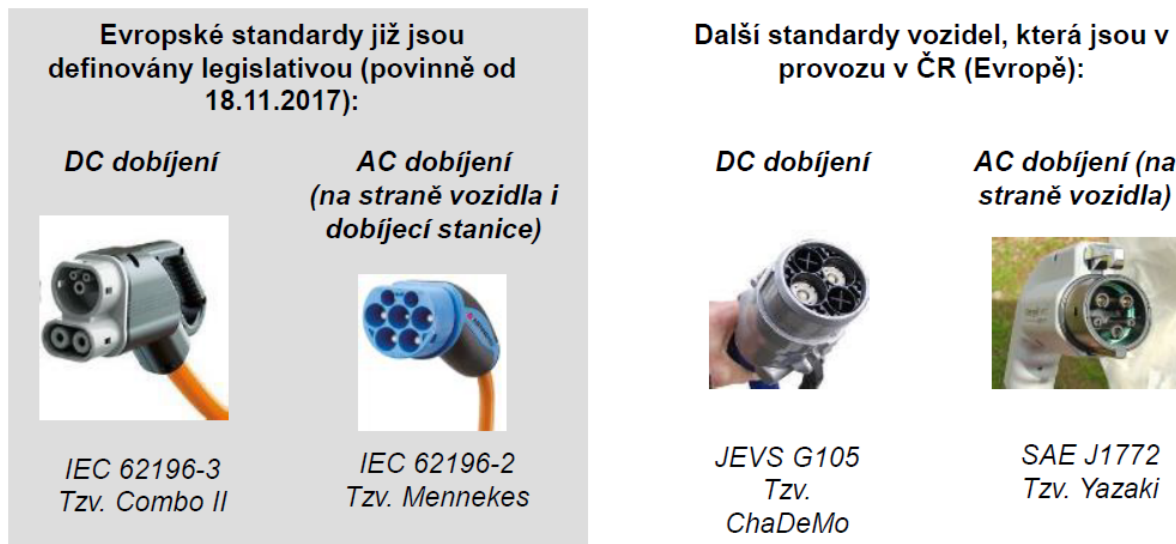 Evropské standardy již jsou
definovány legislativou (povinně od
18.11.2017):
DC dobíjení
AC dobíjení
(na straně vozidla i
dobíjecí stanice)
IEC 62196-3
Tzv. Combo II
IEC 62196-2
Tzv. Mennekes
Další standardy vozidel, která jsou v
provozu v ČR (Evropě):
DC dobíjení
AC dobíjení (na
straně vozidla)
JEVS G105
Tzv.
ChaDeMo
SAE J1772
Tzv. Yazaki